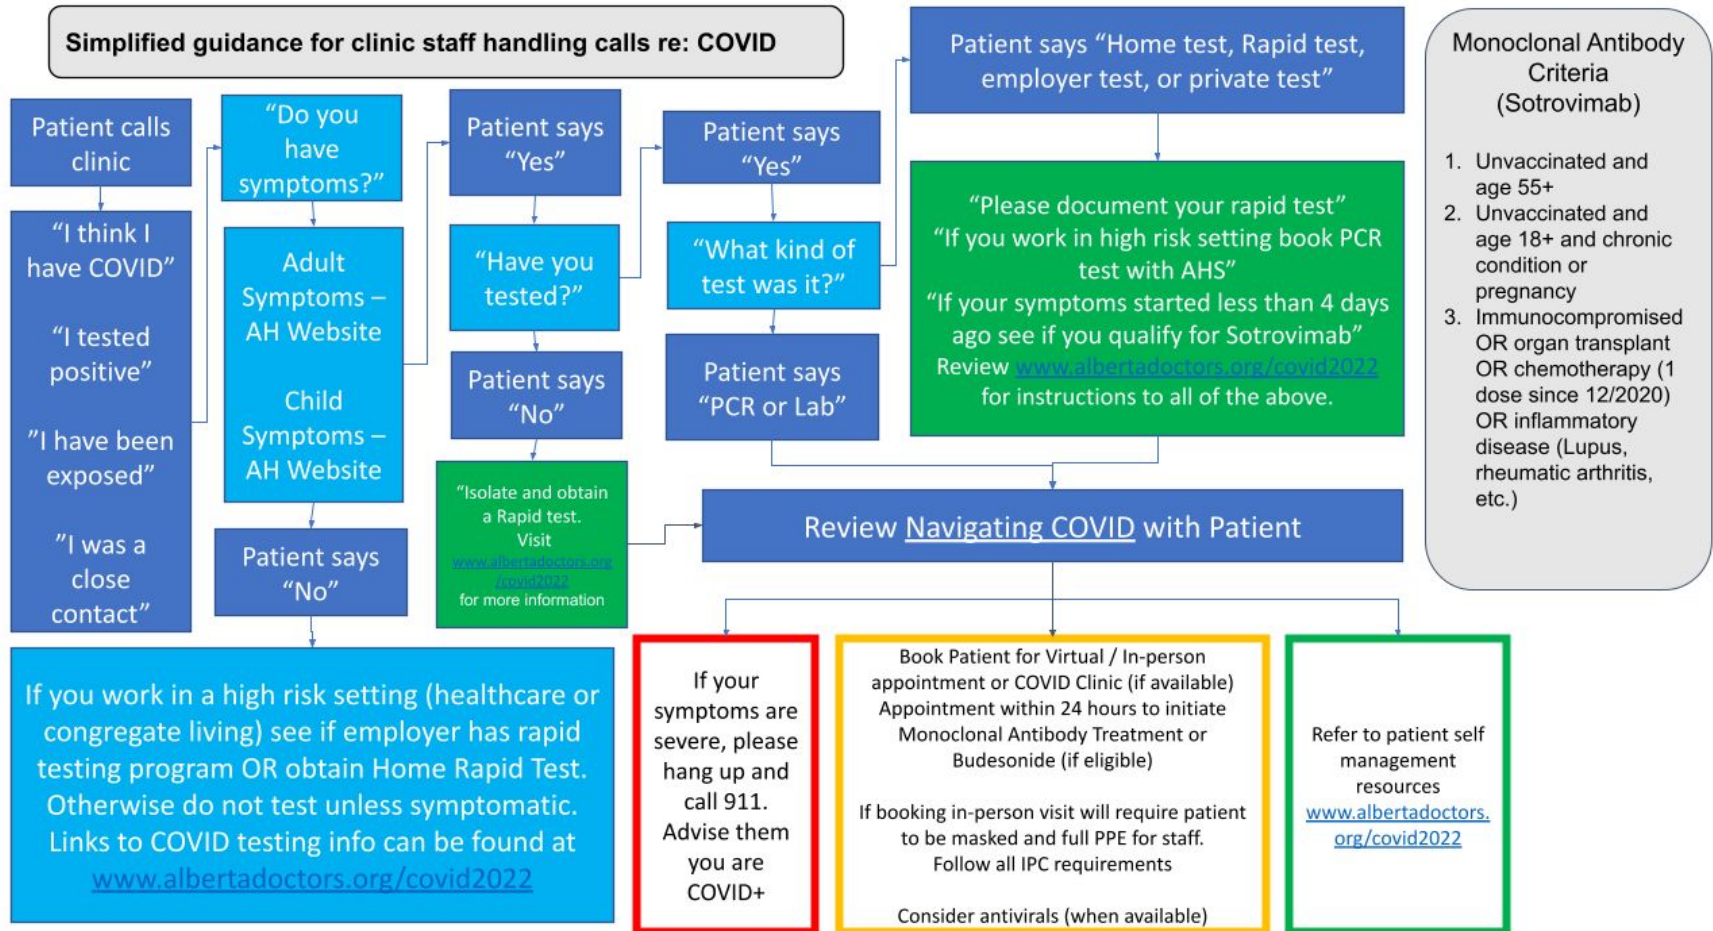 Simplified guidance for clinic staff handling calls re: COVID
Patient calls
clinic
“I think I
have COVID”
“I tested
positive”
”I have been
exposed”
”I was a
close
contact”
“Do you
have
symptoms?”
Adult
Symptoms –
AH Website
Child
Symptoms –
AH Website
Patient says
“No”
If you work in a high risk setting (healthcare or
congregate living) see if employer has rapid
testing program OR obtain Home Rapid Test.
Otherwise do not test unless symptomatic.
Links to COVID testing info can be found at
www.albertadoctors.org/covid2022
Patient says
“Yes”
“Have you
tested?”
Patient says
“No”
“Isolate and obtain
a Rapid test.
Visit
www.albertadoctors.org
/covid2022
for more information
Patient says
“Yes”
“What kind of
test was it?”
Patient says
“PCR or Lab”
Patient says “Home test, Rapid test,
employer test, or private test”
“Please document your rapid test”
“If you work in high risk setting book PCR
test with AHS”
“If your symptoms started less than 4 days
ago see if you qualify for Sotrovimab”
Review www.albertadoctors.org/covid2022
for instructions to all of the above.
Review Navigating COVID with Patient
If your
symptoms are
severe, please
hang up and
call 911.
Advise them
you are
COVID+
Book Patient for Virtual / In-person
appointment or COVID Clinic (if available)
Appointment within 24 hours to initiate
Monoclonal Antibody Treatment or
Budesonide (if eligible)
If booking in-person visit will require patient
to be masked and full PPE for staff.
Follow all IPC requirements
Consider antivirals (when available)
Refer to patient self
management
resources
www.albertadoctors.
org/covid2022
Monoclonal Antibody
Criteria
(Sotrovimab)
1. Unvaccinated and
age 55+
2. Unvaccinated and
age 18+ and chronic
condition or
pregnancy
3. Immunocompromised
OR organ transplant
OR chemotherapy (1
dose since 12/2020)
OR inflammatory
disease (Lupus,
rheumatic arthritis,
etc.)